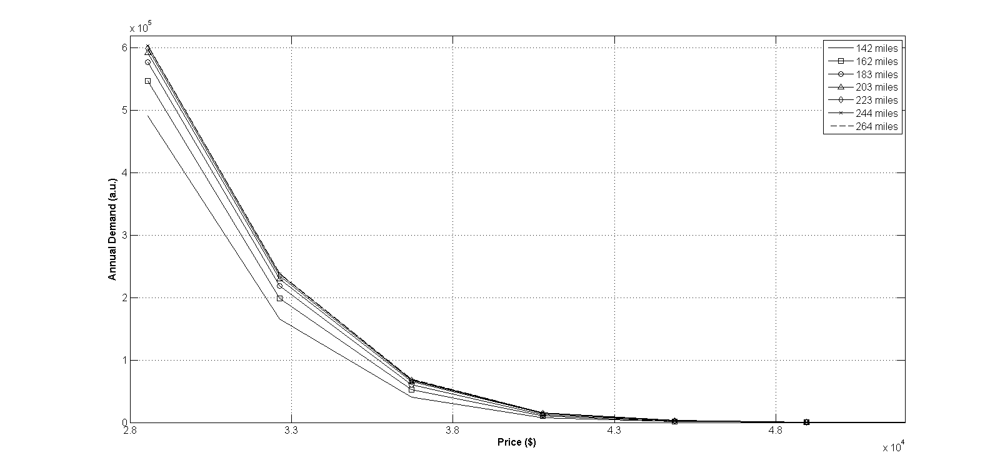 x 10^5
6
5
4
3
2
1
0
Annual Demand (a.u.)
142 miles
162 miles
183 miles
203 miles
223 miles
244 miles
264 miles
2.8 3.3 3.8 4.3 4.8
Price ($)
x 10^4